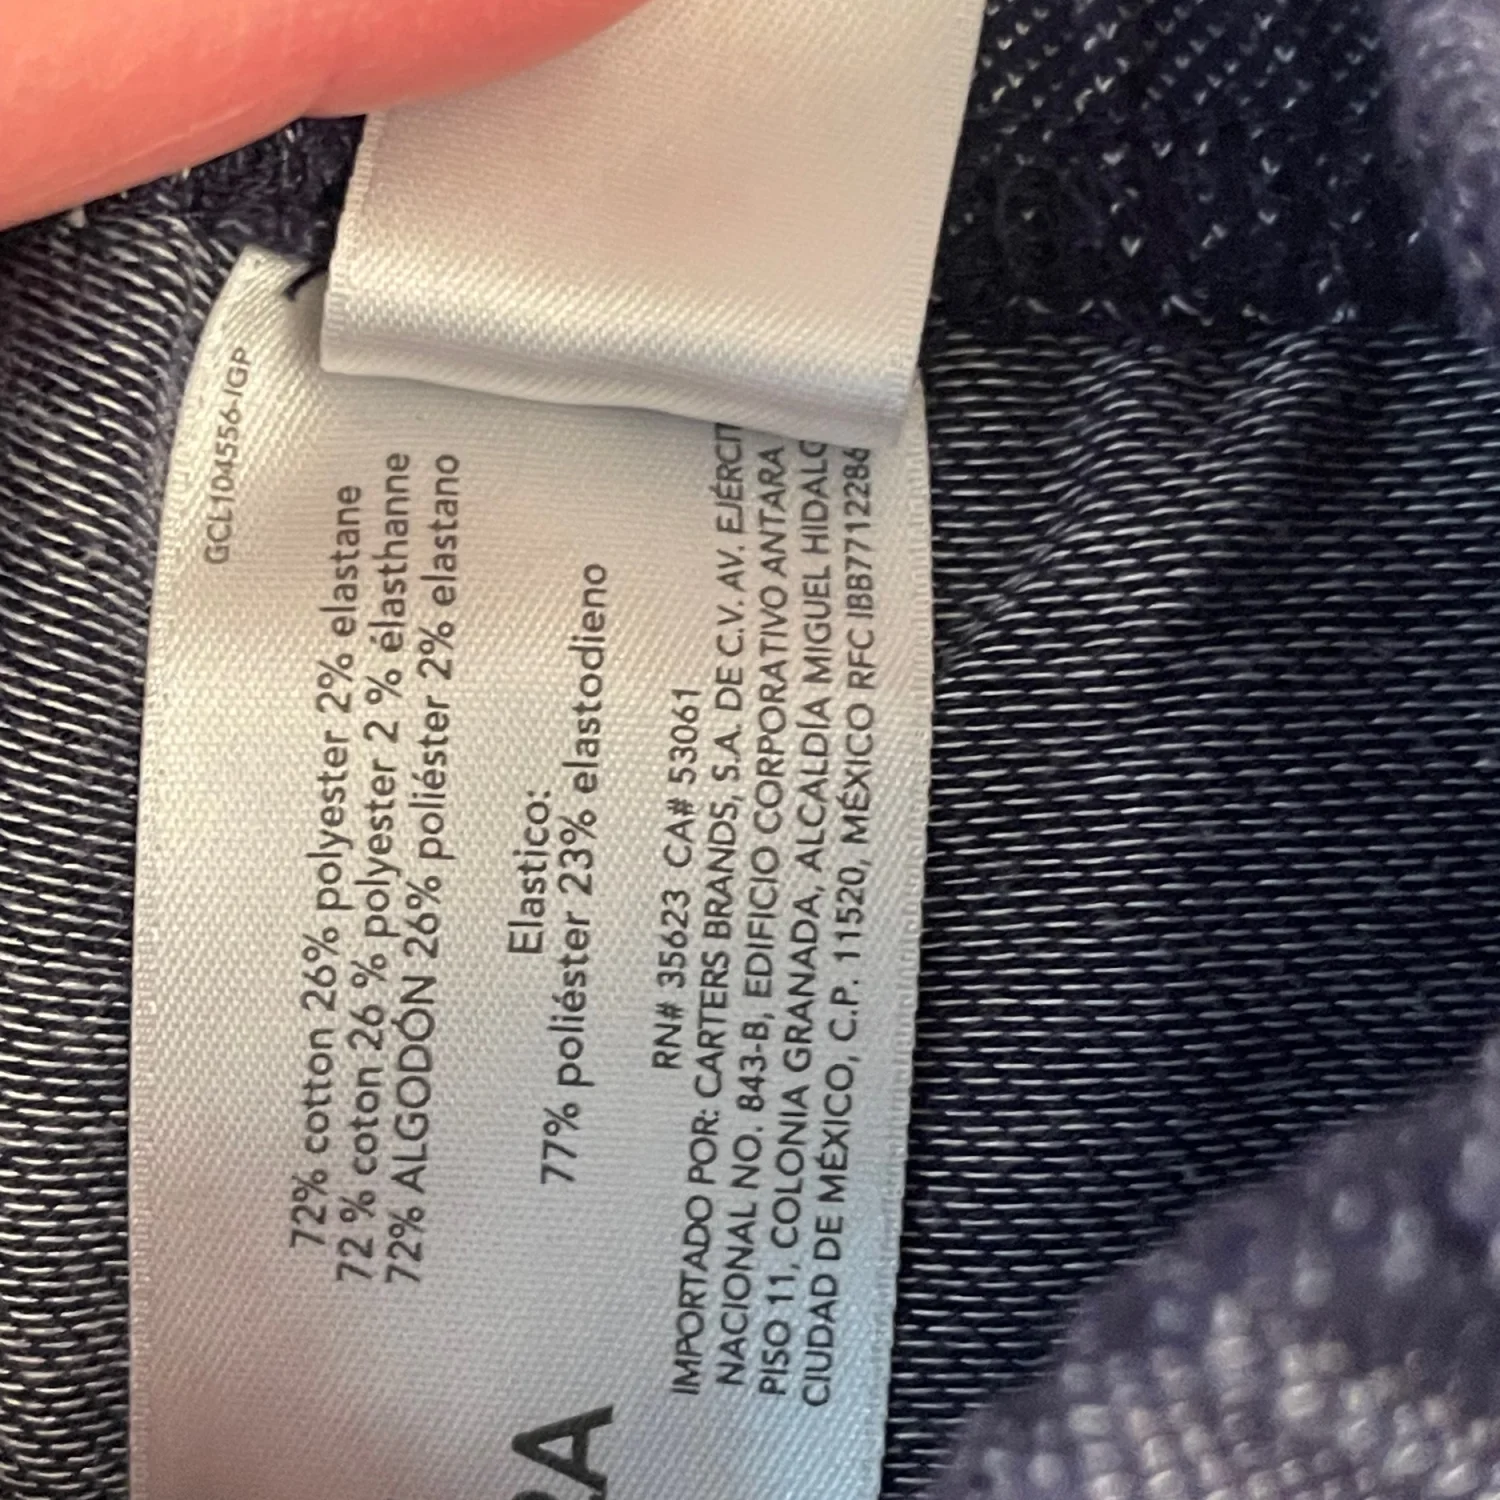 GCL104556-IGP
72% cotton 26% polyester 2% elastane
72 % coton 26 % polyester 2 % élasthanne
72% ALGODÓN 26% poliéster 2% elastano
Elastico:
77% poliéster 23% elastodieno
RN# 35623 CA# 53061
IMPORTADO POR: CARTERS BRANDS, S.A. DE C.V. AV. EJÉRCIT
NACIONAL NO. 843-B, EDIFICIO CORPORATIVO ANTARA
PISO 11, COLONIA GRANADA, ALCALDÍA MIGUEL HIDALG
CIUDAD DE MÉXICO, C.P. 11520, MÉXICO RFC IBB7712286